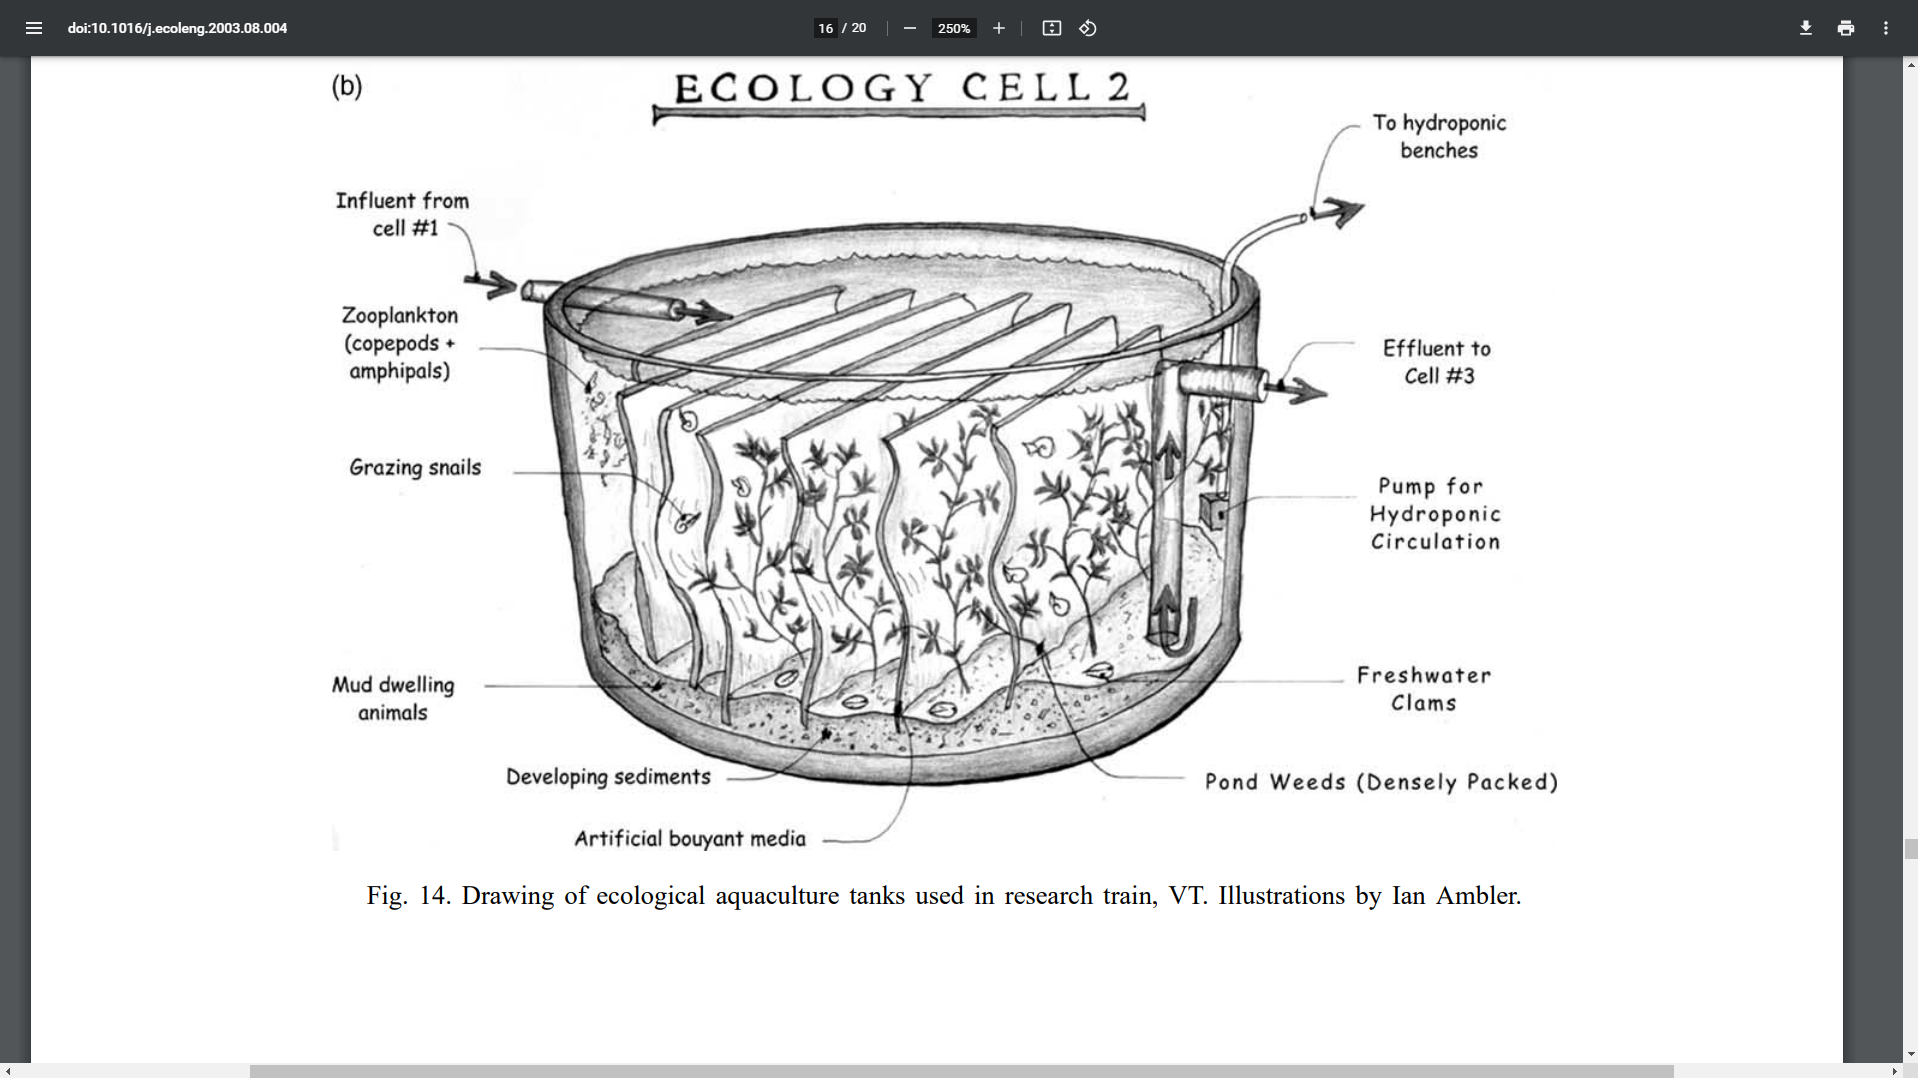 doi:10.1016/j.ecoleng.2003.08.004
16 / 20
250%
(b)
ECOLOGY CELL 2
To hydroponic
benches
Influent from
cell #1
Zooplankton
(copepods +
amphipals)
Effluent to
Cell #3
Grazing snails
Pump for
Hydroponic
Circulation
Mud dwelling
animals
Freshwater
Clams
Developing sediments
Pond Weeds (Densely Packed)
Artificial bouyant media
Fig. 14. Drawing of ecological aquaculture tanks used in research train, VT. Illustrations by Ian Ambler.